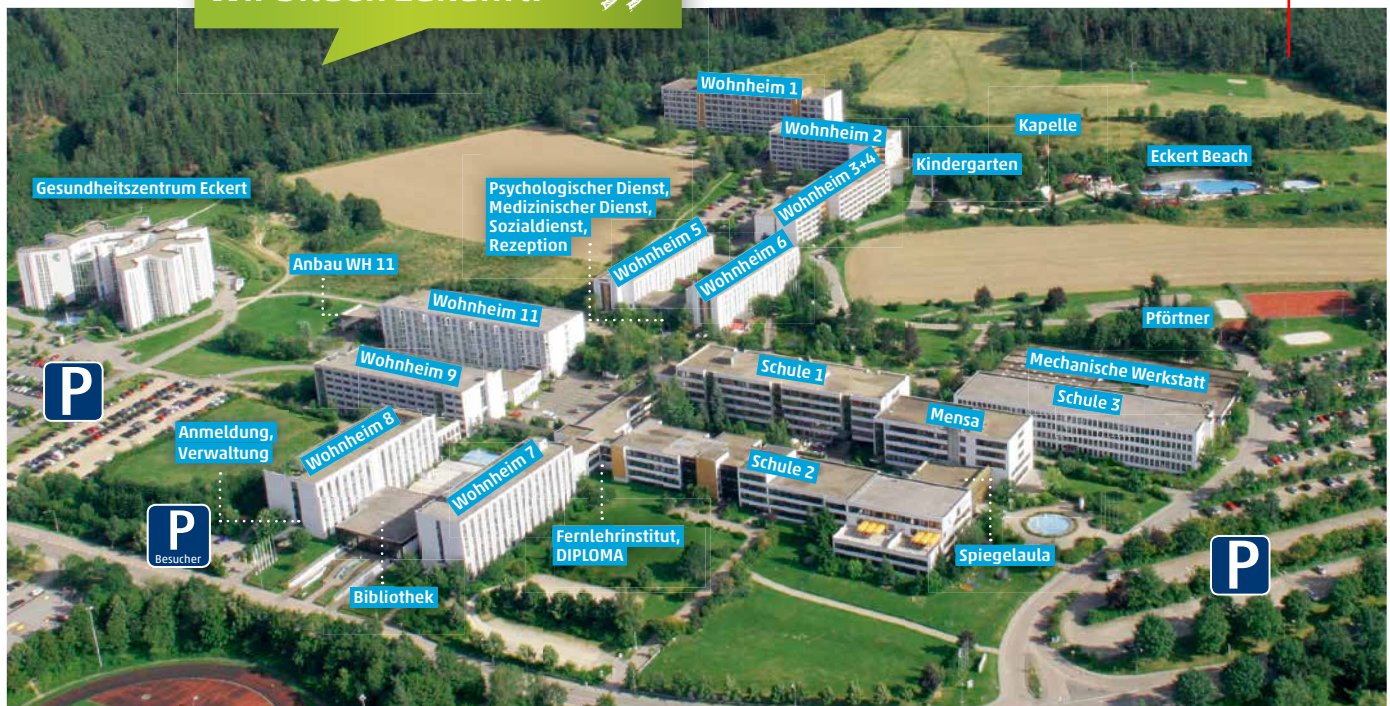 Wohnheim 1
Wohnheim 2
Kapelle
Wohnheim 3+4
Kindergarten
Eckert Beach
Gesundheitszentrum Eckert
Psychologischer Dienst,
Medizinischer Dienst,
Sozialdienst,
Rezeption
Wohnheim 5
Wohnheim 6
Anbau WH 11
Wohnheim 11
Pförtner
Wohnheim 9
Schule 1
Mechanische Werkstatt
Schule 3
P
Mensa
Anmeldung,
Verwaltung
Wohnheim 8
Wohnheim 7
Schule 2
P
Besucher
Fernlehrinstitut,
DIPLOMA
Spiegelaula
P
Bibliothek